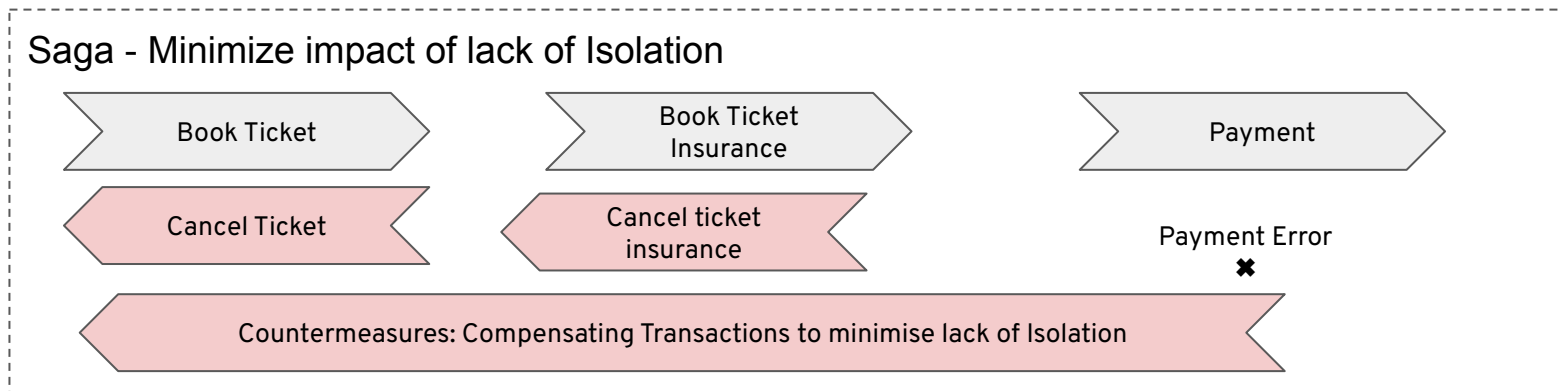 Saga - Minimize impact of lack of Isolation
Book Ticket
Book Ticket
Insurance
Payment
Cancel Ticket
Cancel ticket
insurance
Payment Error
Countermeasures: Compensating Transactions to minimise lack of Isolation